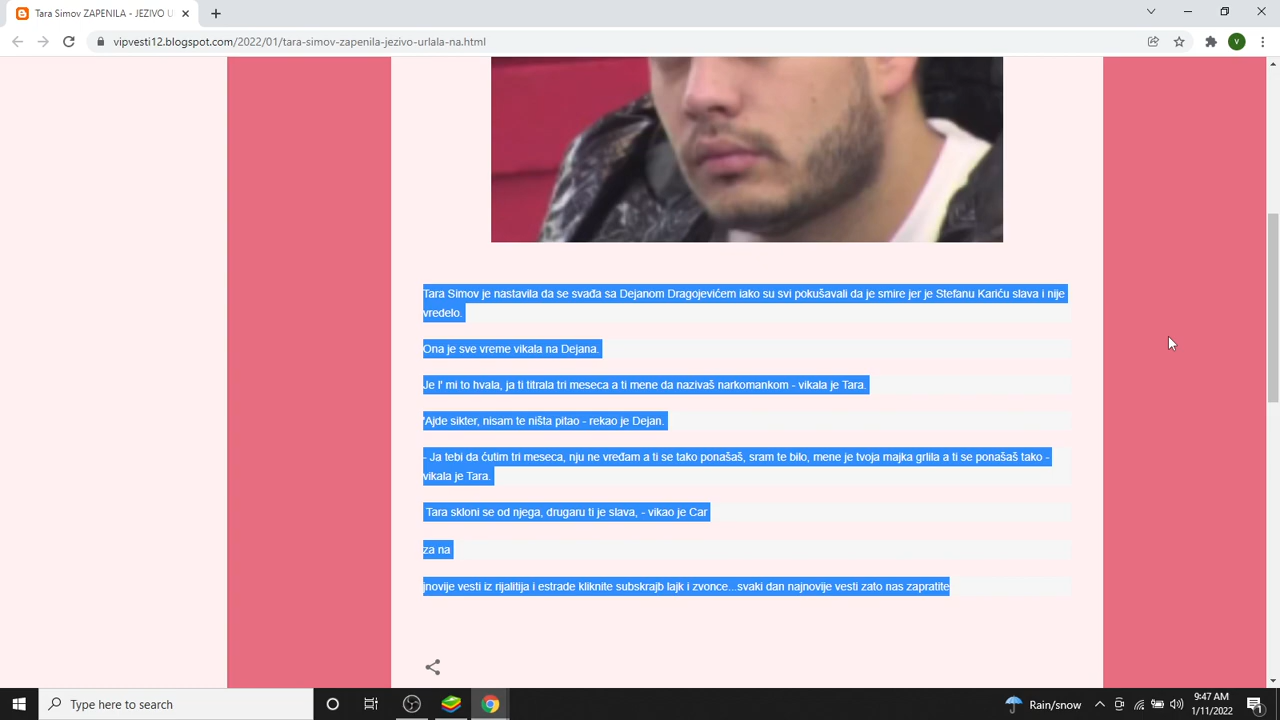 Tara Simov ZAPENILA - JEZIVO U
vipvesti12.blogspot.com/2022/01/tara-simov-zapenila-jezivo-urlala-na.html
V
Tara Simov je nastavila da se svađa sa Dejanom Dragojevićem iako su svi pokušavali da je smire jer je Stefanu Kariću slava i nije
vredelo.
Ona je sve vreme vikala na Dejana.
Je l' mi to hvala, ja ti titrala tri meseca a ti mene da nazivaš narkomankom - vikala je Tara.
'Ajde sikter, nisam te ništa pitao - rekao je Dejan.
- Ja tebi da ćutim tri meseca, nju ne vređam a ti se tako ponašaš, sram te bilo, mene je tvoja majka grlila a ti se ponašaš tako -
vikala je Tara.
Tara skloni se od njega, drugaru ti je slava, - vikao je Car
za na
jnovije vesti iz rijalitija i estrade kliknite subskrajb lajk i zvonce...svaki dan najnovije vesti zato nas zapratite
Type here to search
Rain/snow
9:47 AM
1/11/2022
1